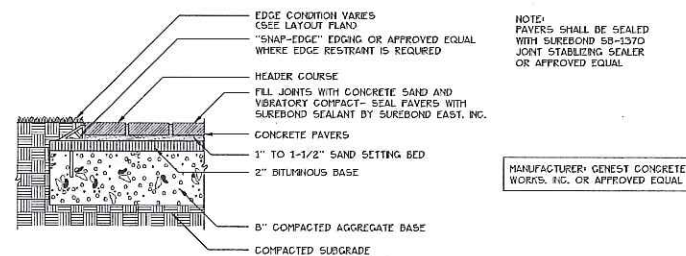 EDGE CONDITION VARIES
(SEE LAYOUT PLAN)
"SNAP-EDGE" EDGING OR APPROVED EQUAL
WHERE EDGE RESTRAINT IS REQUIRED
HEADER COURSE
FILL JOINTS WITH CONCRETE SAND AND
VIBRATORY COMPACT- SEAL PAVERS WITH
SUREBOND SEALANT BY SUREBOND EAST, INC.
CONCRETE PAVERS
1" TO 1-1/2" SAND SETTING BED
2" BITUMINOUS BASE
8" COMPACTED AGGREGATE BASE
COMPACTED SUBGRADE
NOTE:
PAVERS SHALL BE SEALED
WITH SUREBOND SB-1370
JOINT STABILIZING SEALER
OR APPROVED EQUAL
MANUFACTURER: GENEST CONCRETE
WORKS, INC. OR APPROVED EQUAL